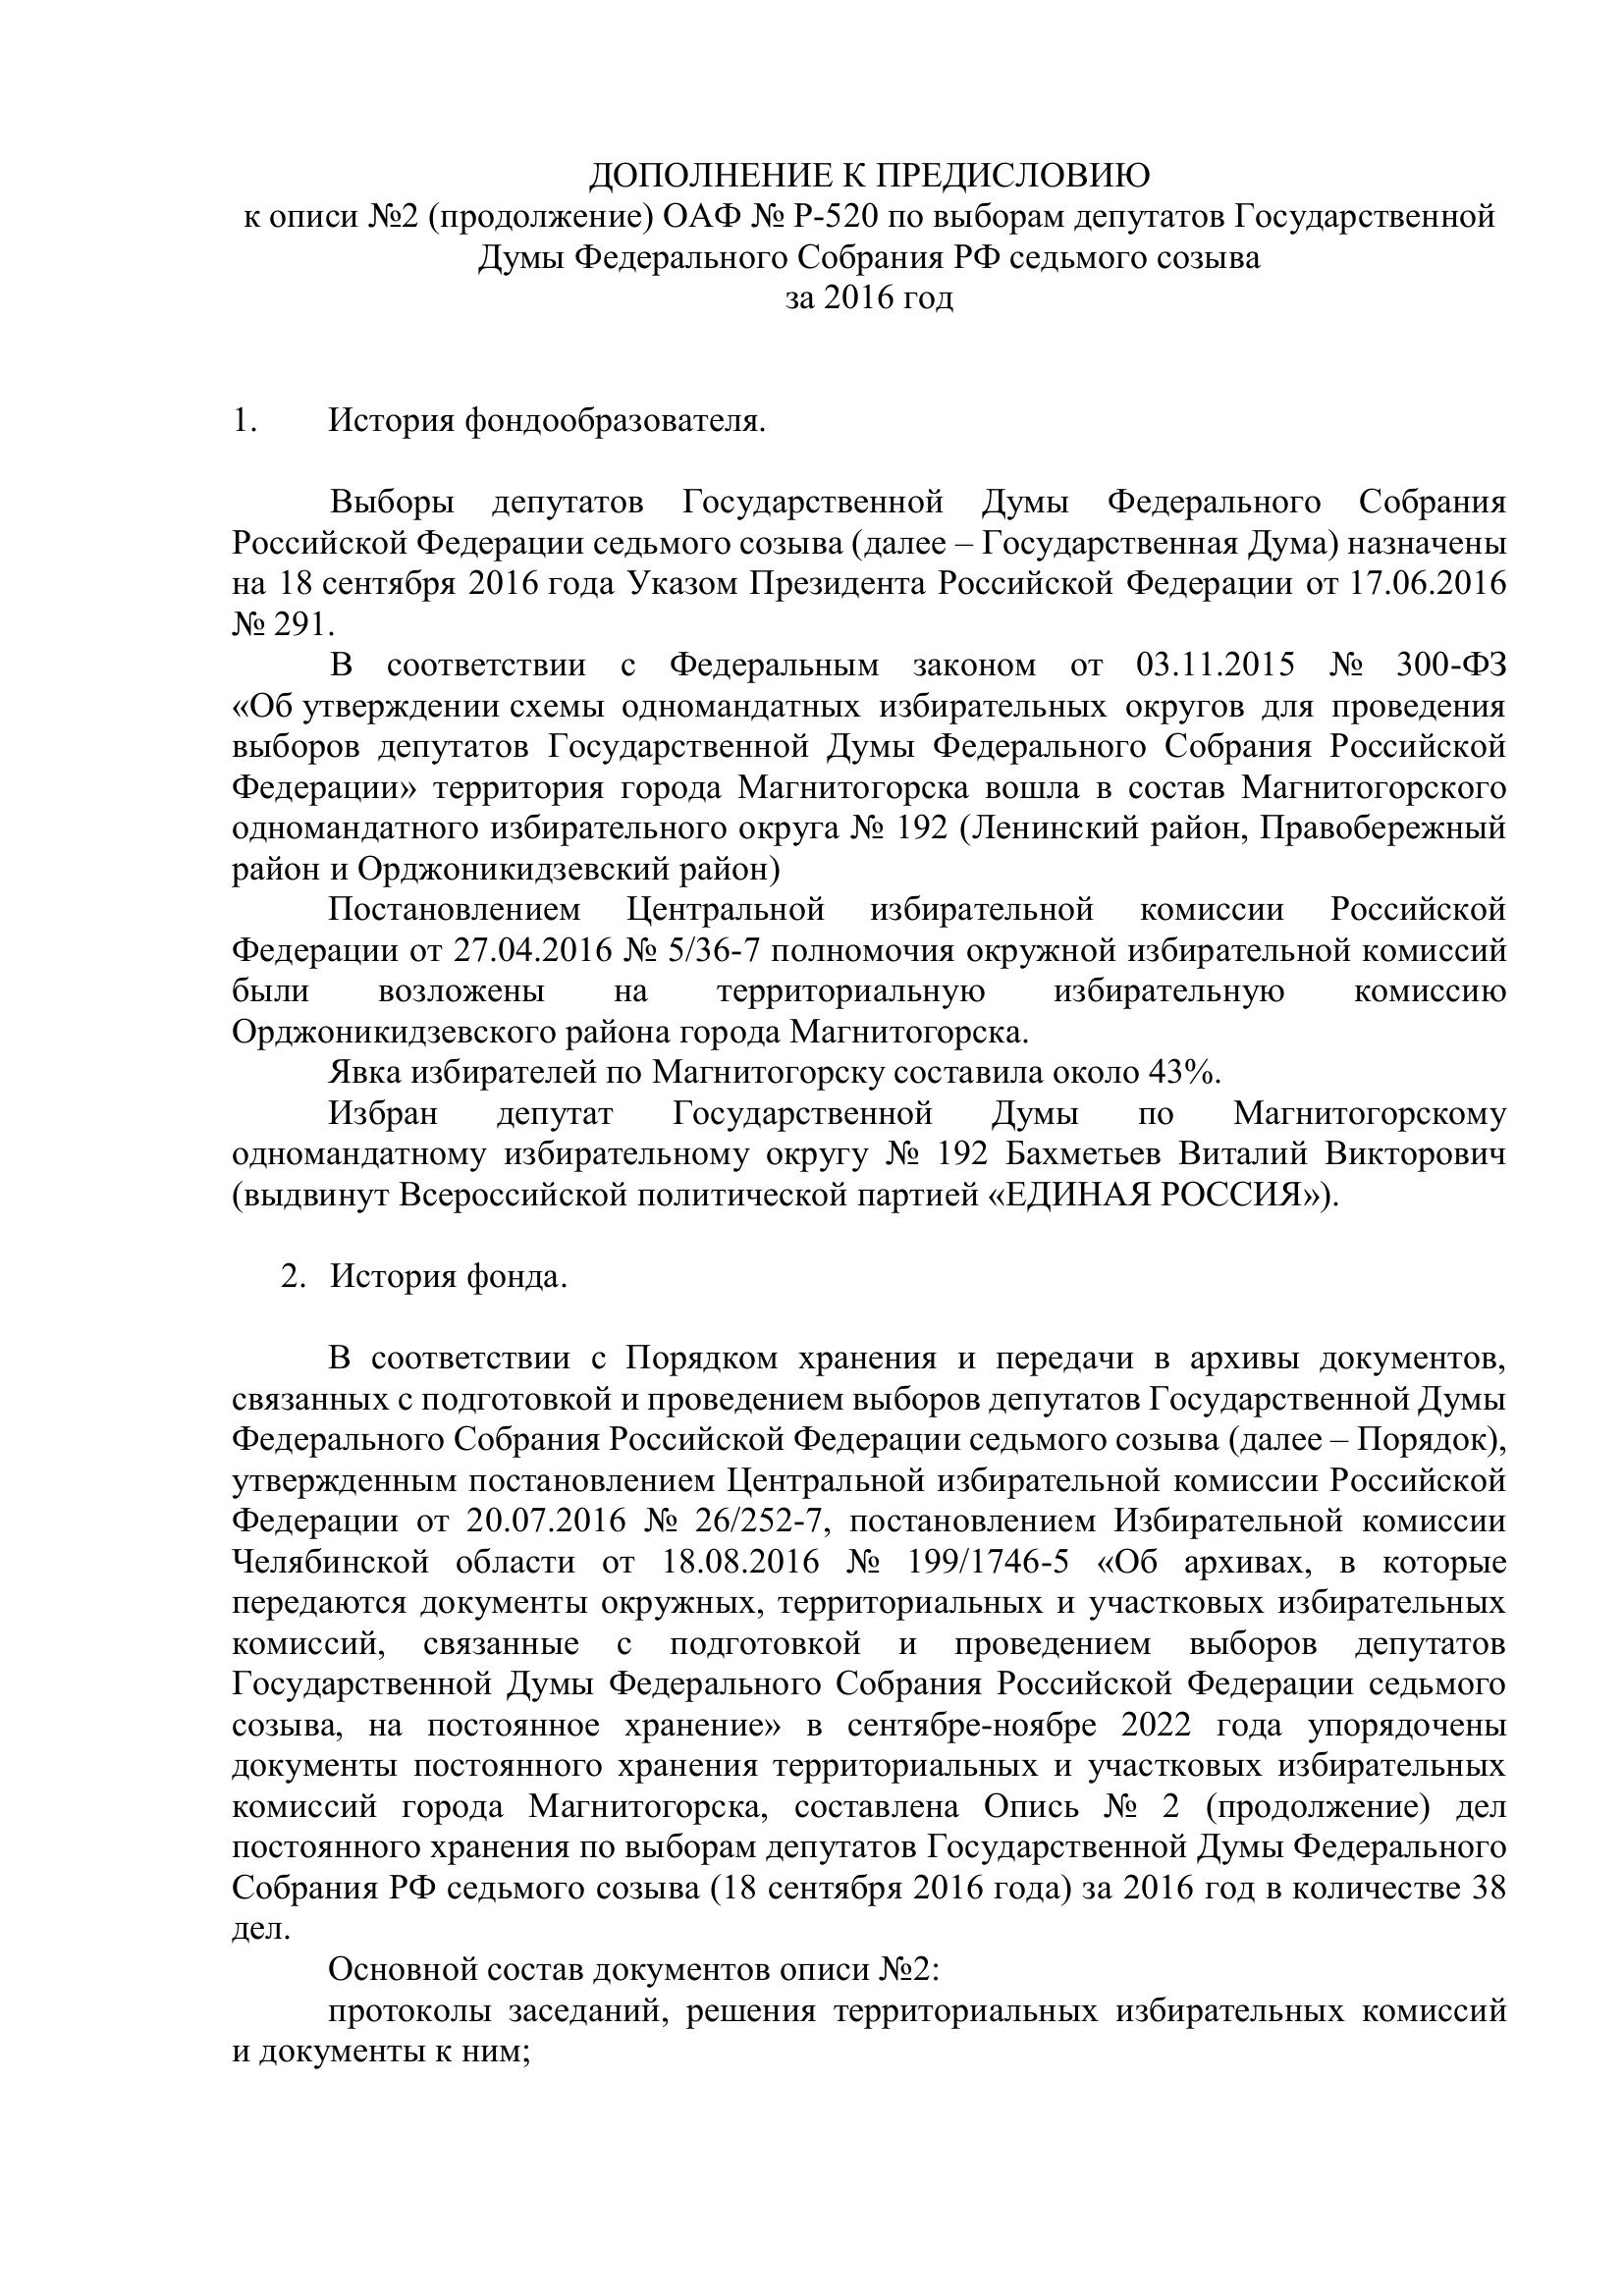 ДОПОЛНЕНИЕ К ПРЕДИСЛОВИЮ
к описи №2 (продолжение) ОАФ № Р-520 по выборам депутатов Государственной
Думы Федерального Собрания РФ седьмого созыва
за 2016 год
1. История фондообразователя.
Выборы депутатов Государственной Думы Федерального Собрания
Российской Федерации седьмого созыва (далее – Государственная Дума) назначены
на 18 сентября 2016 года Указом Президента Российской Федерации от 17.06.2016
№ 291.
В соответствии с Федеральным законом от 03.11.2015 № 300-ФЗ
«Об утверждении схемы одномандатных избирательных округов для проведения
выборов депутатов Государственной Думы Федерального Собрания Российской
Федерации» территория города Магнитогорска вошла в состав Магнитогорского
одномандатного избирательного округа № 192 (Ленинский район, Правобережный
район и Орджоникидзевский район)
Постановлением Центральной избирательной комиссии Российской
Федерации от 27.04.2016 № 5/36-7 полномочия окружной избирательной комиссий
были возложены на территориальную избирательную комиссию
Орджоникидзевского района города Магнитогорска.
Явка избирателей по Магнитогорску составила около 43%.
Избран депутат Государственной Думы по Магнитогорскому
одномандатному избирательному округу № 192 Бахметьев Виталий Викторович
(выдвинут Всероссийской политической партией «ЕДИНАЯ РОССИЯ»).
2. История фонда.
В соответствии с Порядком хранения и передачи в архивы документов,
связанных с подготовкой и проведением выборов депутатов Государственной Думы
Федерального Собрания Российской Федерации седьмого созыва (далее – Порядок),
утвержденным постановлением Центральной избирательной комиссии Российской
Федерации от 20.07.2016 № 26/252-7, постановлением Избирательной комиссии
Челябинской области от 18.08.2016 № 199/1746-5 «Об архивах, в которые
передаются документы окружных, территориальных и участковых избирательных
комиссий, связанные с подготовкой и проведением выборов депутатов
Государственной Думы Федерального Собрания Российской Федерации седьмого
созыва, на постоянное хранение» в сентябре-ноябре 2022 года упорядочены
документы постоянного хранения территориальных и участковых избирательных
комиссий города Магнитогорска, составлена Опись № 2 (продолжение) дел
постоянного хранения по выборам депутатов Государственной Думы Федерального
Собрания РФ седьмого созыва (18 сентября 2016 года) за 2016 год в количестве 38
дел.
Основной состав документов описи №2:
протоколы заседаний, решения территориальных избирательных комиссий
и документы к ним;